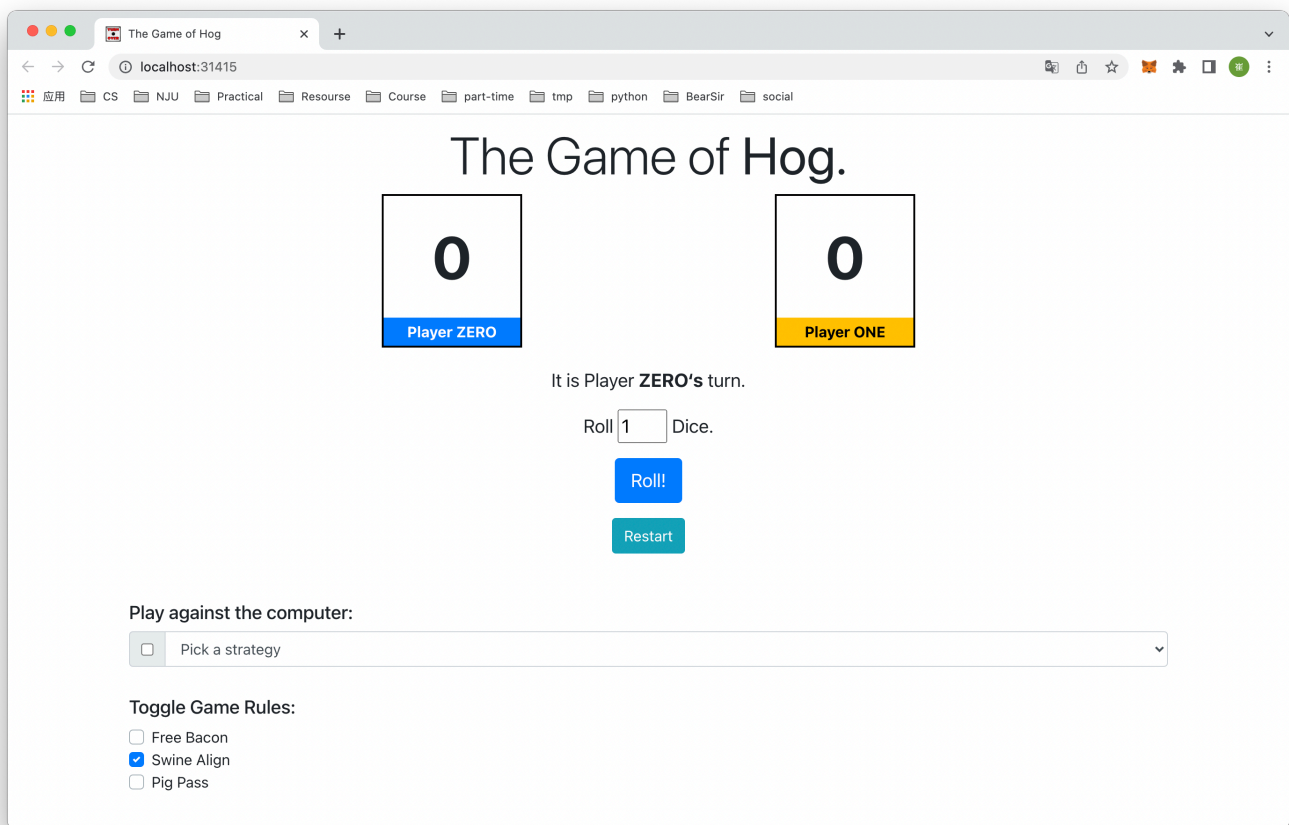 The Game of Hog
localhost:31415
应用 CS NJU Practical Resourse Course part-time tmp python BearSir social
The Game of Hog.
0 0
Player ZERO Player ONE
It is Player ZERO‘s turn.
Roll 1 Dice.
Roll!
Restart
Play against the computer:
Pick a strategy
Toggle Game Rules:
Free Bacon
Swine Align
Pig Pass